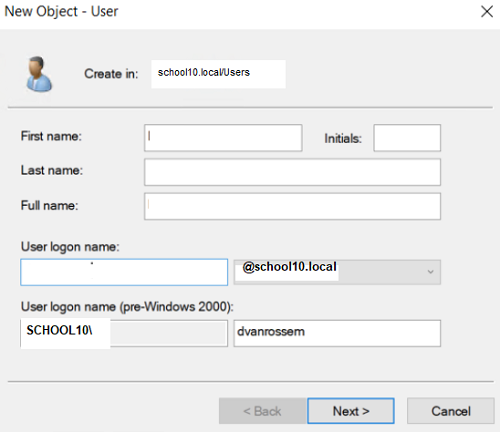 New Object - User
Create in: school10.local/Users
First name:
Initials:
Last name:
Full name:
User logon name:
@school10.local
User logon name (pre-Windows 2000):
SCHOOL10\ dvanrossem
< Back Next > Cancel